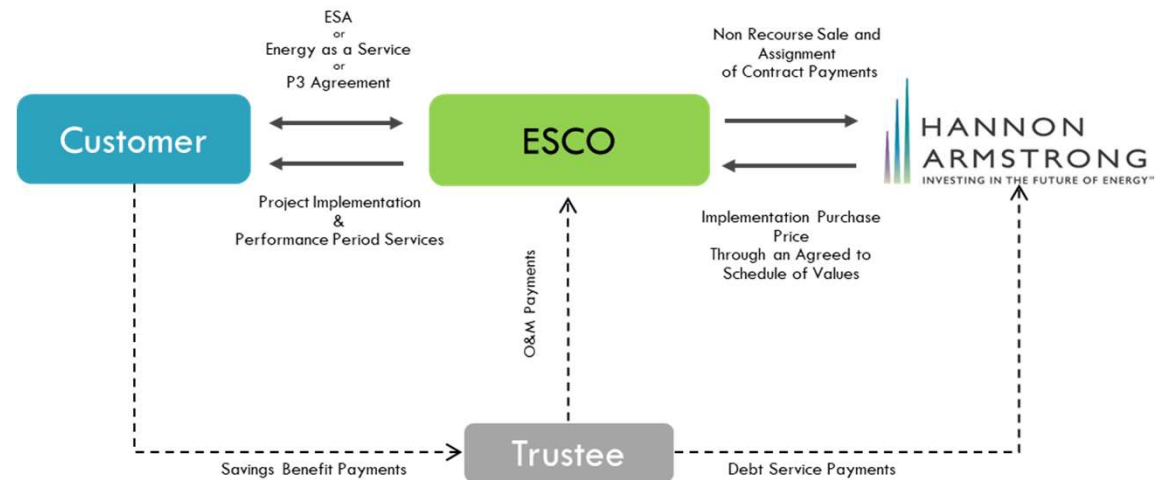 ESA
or
Energy as a Service
or
P3 Agreement
Non Recourse Sale and
Assignment
of Contract Payments
Customer
ESCO
HANNON
ARMSTRONG
INVESTING IN THE FUTURE OF ENERGY℠
Project Implementation
&
Performance Period Services
Implementation Purchase
Price
Through an Agreed to
Schedule of Values
O&M Payments
Trustee
Savings Benefit Payments
Debt Service Payments